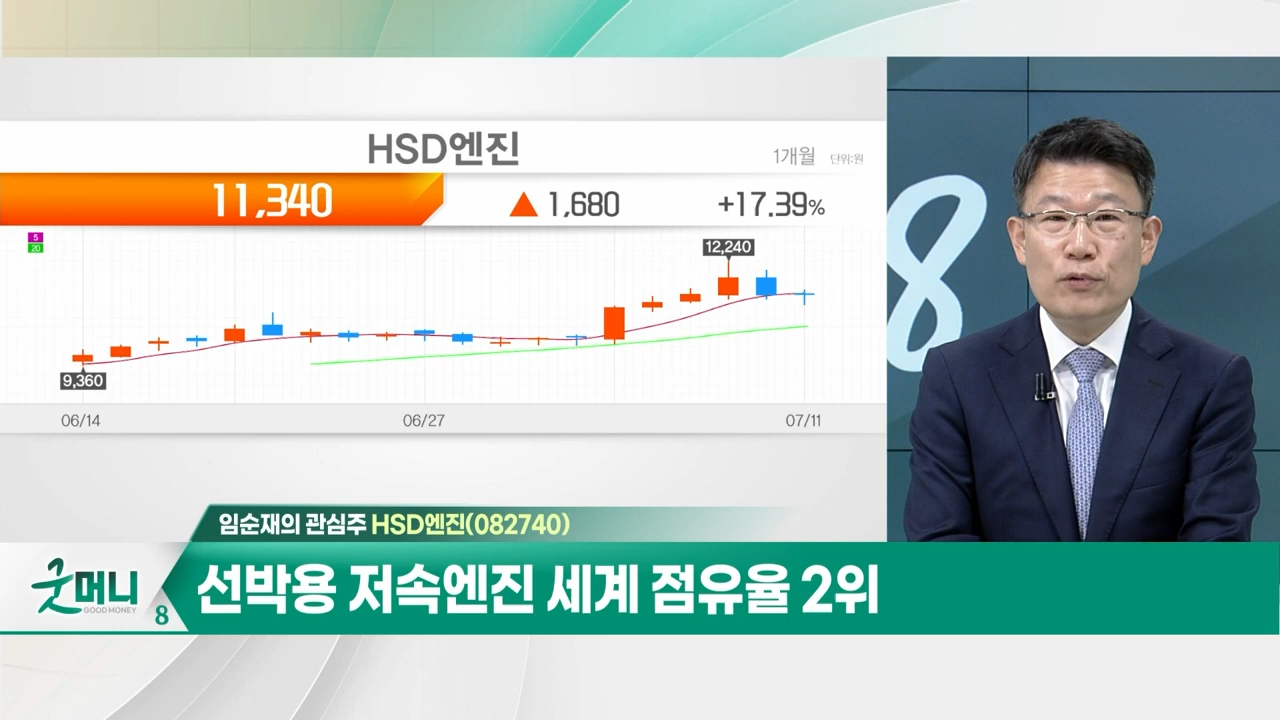 HSD엔진
1개월 단위:원
11,340 ▲ 1,680 +17.39%
5
20
12,240
9,360
06/14 06/27 07/11
8
임순재의 관심주 HSD엔진(082740)
굿머니 GOOD MONEY 8
선박용 저속엔진 세계 점유율 2위